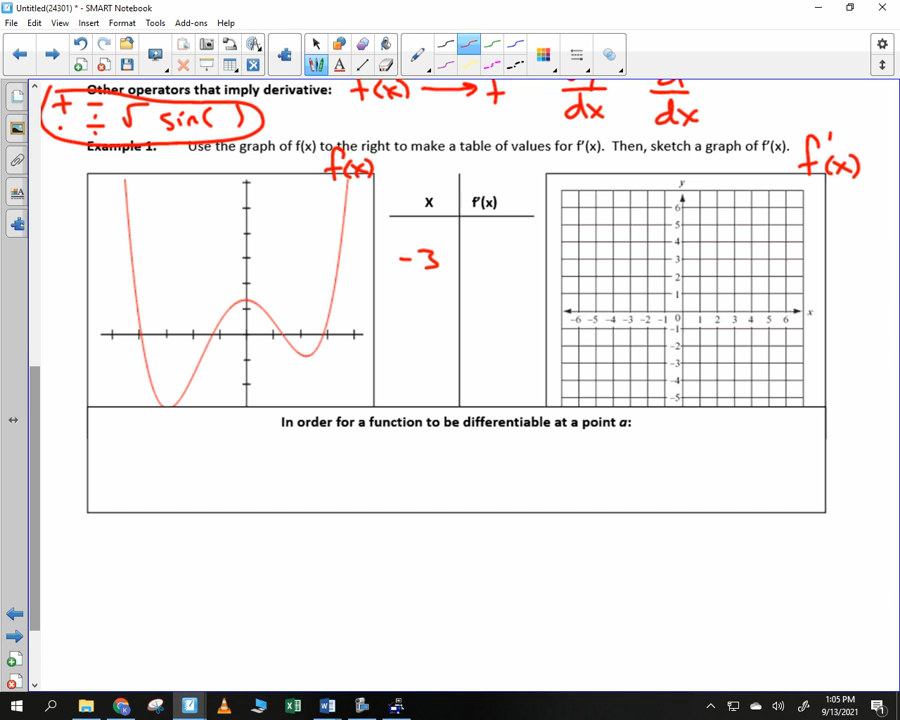 Untitled(24301) * - SMART Notebook
File Edit View Insert Format Tools Add-ons Help
Other operators that imply derivative: f(x) → f
dx dx
+ − √ sin( )
· ÷
Example 1: Use the graph of f(x) to the right to make a table of values for f'(x). Then, sketch a graph of f'(x).
f(x)
f'(x)
X f'(x)
-3
y
6
5
4
3
2
1
-6 -5 -4 -3 -2 -1 0 1 2 3 4 5 6 x
-1
-2
-3
-4
-5
In order for a function to be differentiable at a point a:
1:05 PM
9/13/2021
1